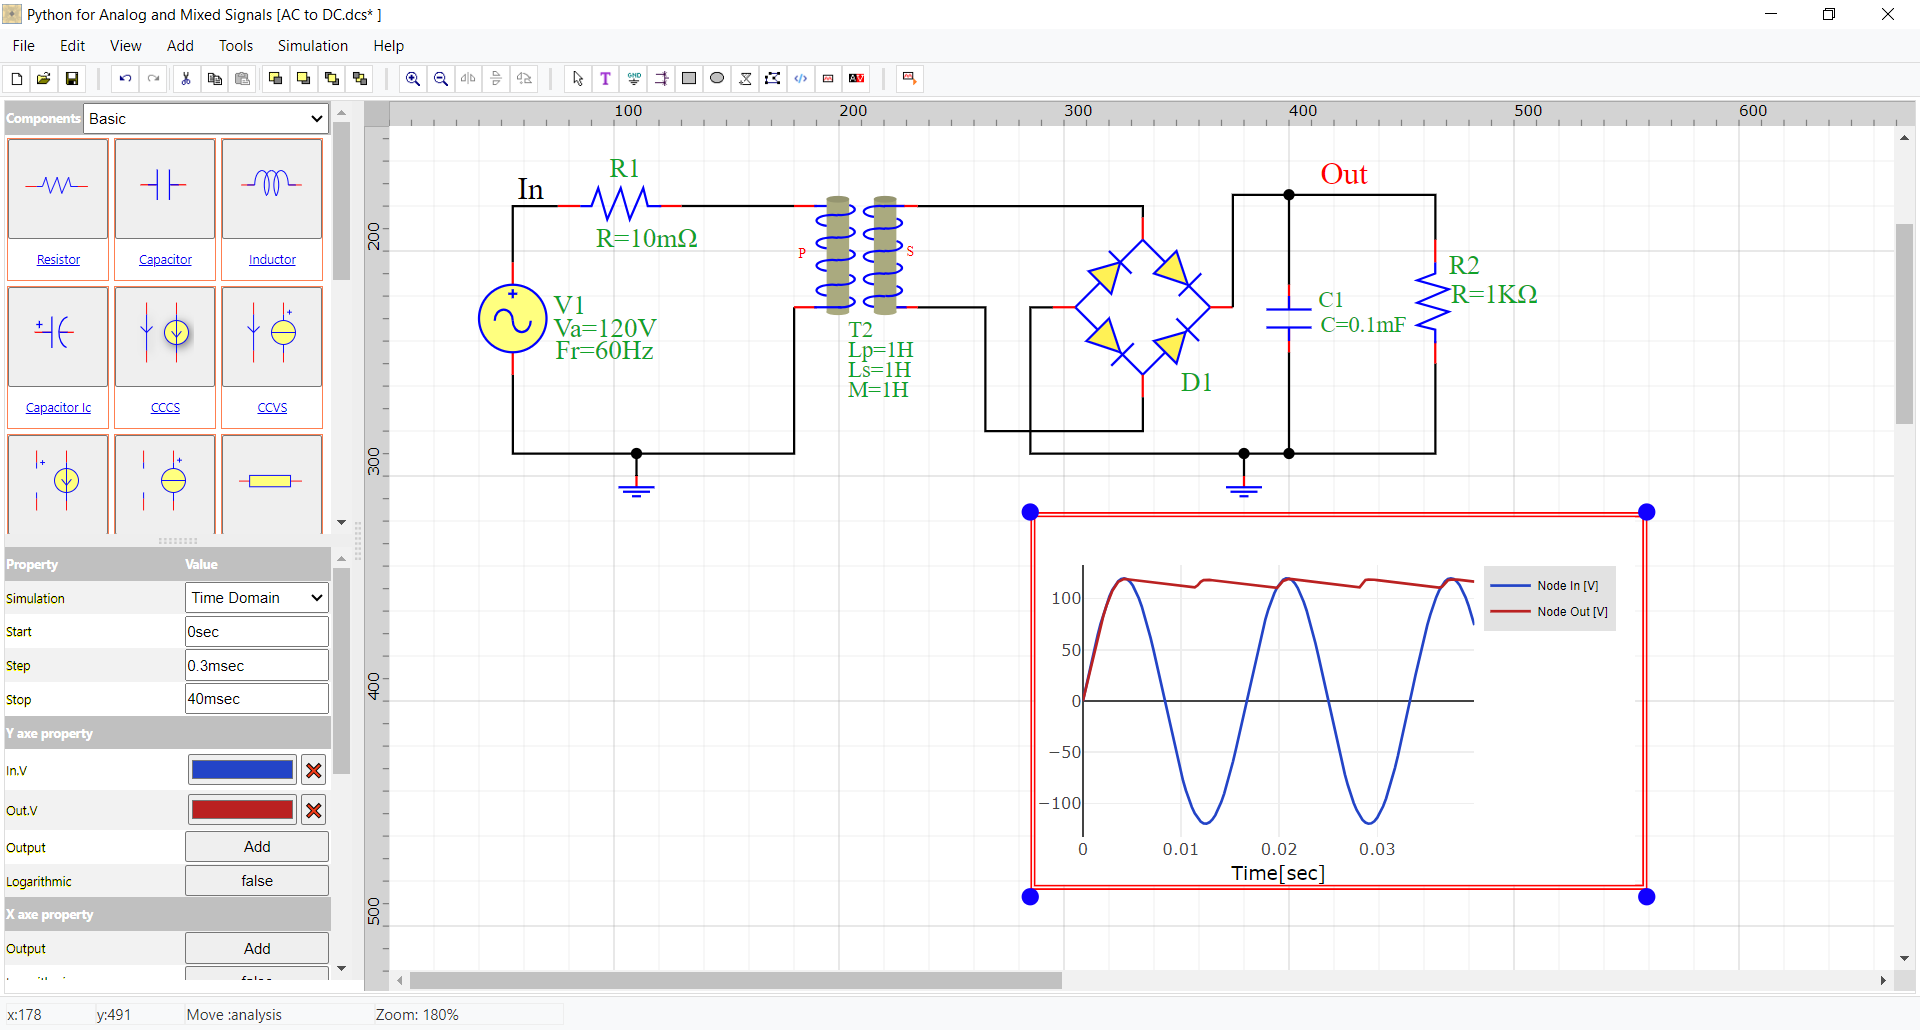 Python for Analog and Mixed Signals [AC to DC.dcs* ]
File Edit View Add Tools Simulation Help
T GND </> AV
Components Basic
100 200 300 400 500 600
200
300
400
500
Resistor Capacitor Inductor
Capacitor Ic CCCS CCVS
Property Value
Simulation Time Domain
Start 0sec
Step 0.3msec
Stop 40msec
Y axe property
In.V
Out.V
Output Add
Logarithmic false
X axe property
Output Add
In
R1
R=10mΩ
V1
Va=120V
Fr=60Hz
P
S
T2
Lp=1H
Ls=1H
M=1H
D1
Out
C1
C=0.1mF
R2
R=1KΩ
100
50
0
−50
−100
0 0.01 0.02 0.03
Time[sec]
Node In [V]
Node Out [V]
x:178 y:491 Move :analysis Zoom: 180%